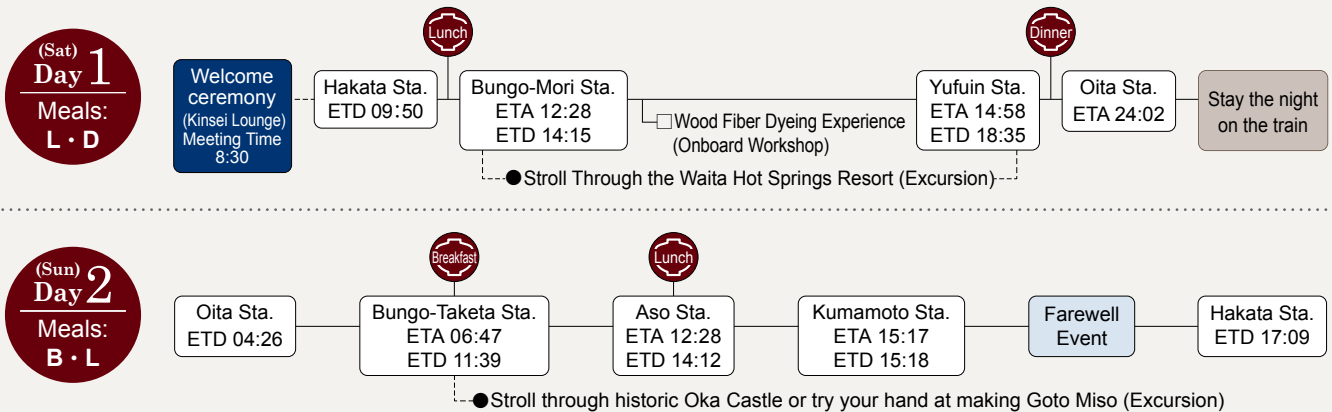 (Sat)
Day 1
Meals:
L・D
Welcome
ceremony
(Kinsei Lounge)
Meeting Time
8:30
Hakata Sta.
ETD 09:50
Lunch
Bungo-Mori Sta.
ETA 12:28
ETD 14:15
□Wood Fiber Dyeing Experience
(Onboard Workshop)
●Stroll Through the Waita Hot Springs Resort (Excursion)
Yufuin Sta.
ETA 14:58
ETD 18:35
Dinner
Oita Sta.
ETA 24:02
Stay the night
on the train
(Sun)
Day 2
Meals:
B・L
Oita Sta.
ETD 04:26
Breakfast
Bungo-Taketa Sta.
ETA 06:47
ETD 11:39
●Stroll through historic Oka Castle or try your hand at making Goto Miso (Excursion)
Lunch
Aso Sta.
ETA 12:28
ETD 14:12
Kumamoto Sta.
ETA 15:17
ETD 15:18
Farewell
Event
Hakata Sta.
ETD 17:09